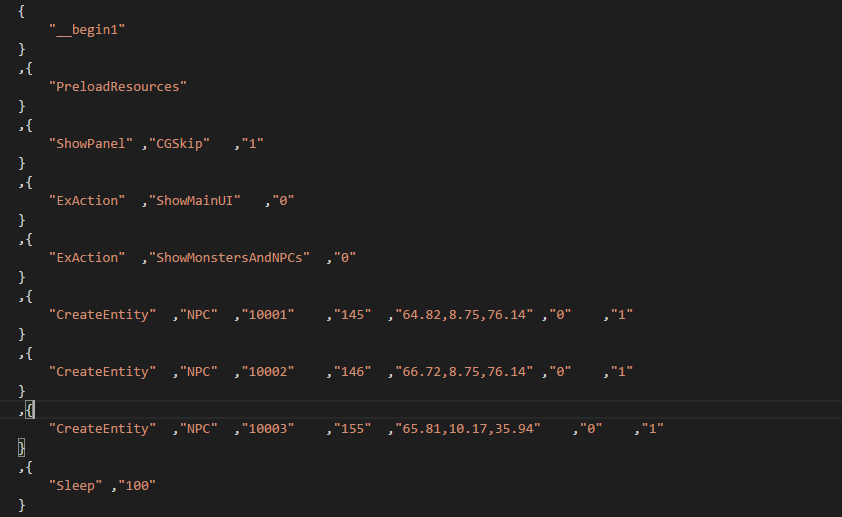 {
"__begin1"
}
,{
"PreloadResources"
}
,{
"ShowPanel" ,"CGSkip" ,"1"
}
,{
"ExAction" ,"ShowMainUI" ,"0"
}
,{
"ExAction" ,"ShowMonstersAndNPCs" ,"0"
}
,{
"CreateEntity" ,"NPC" ,"10001" ,"145" ,"64.82,8.75,76.14" ,"0" ,"1"
}
,{
"CreateEntity" ,"NPC" ,"10002" ,"146" ,"66.72,8.75,76.14" ,"0" ,"1"
}
,{
"CreateEntity" ,"NPC" ,"10003" ,"155" ,"65.81,10.17,35.94" ,"0" ,"1"
}
,{
"Sleep" ,"100"
}